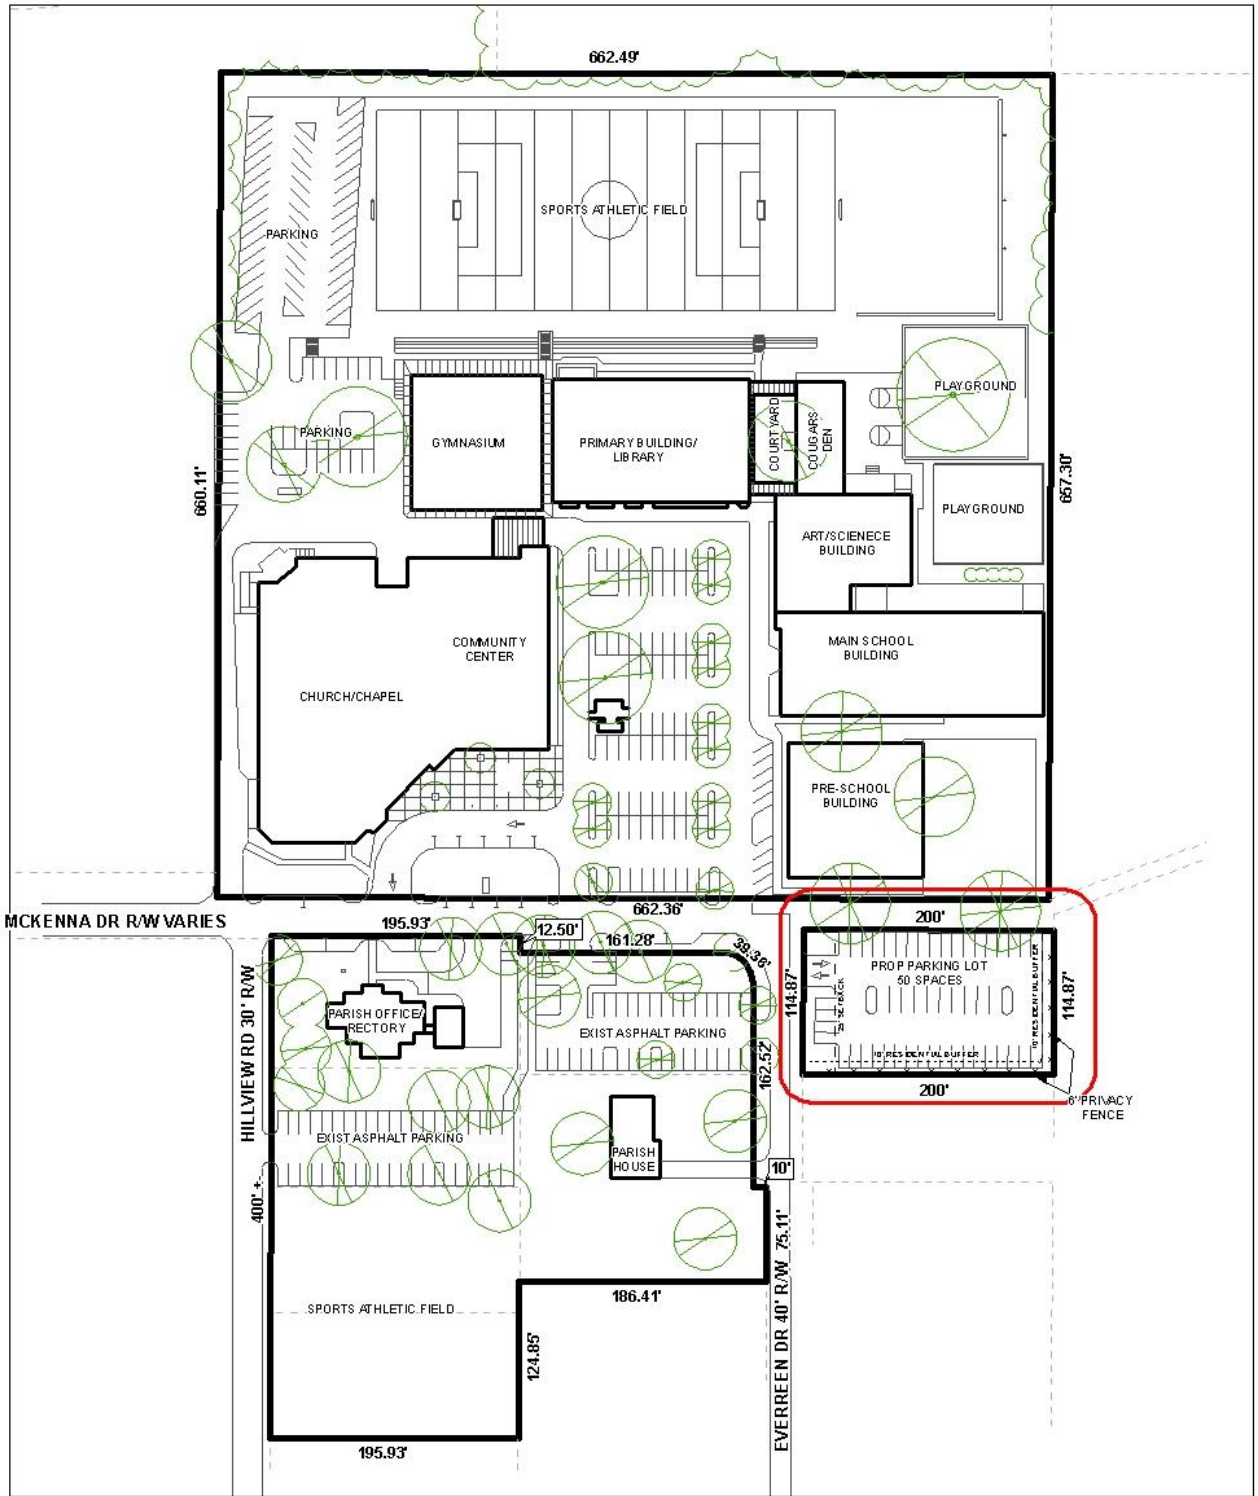 662.49'
SPORTS ATHLETIC FIELD
PARKING
PLAYGROUND
PARKING
GYMNASIUM
PRIMARY BUILDING/
LIBRARY
COURTYARD
COUGARS
DEN
660.11'
657.30'
PLAYGROUND
ART/SCIENECE
BUILDING
COMMUNITY
CENTER
MAIN SCHOOL
BUILDING
CHURCH/CHAPEL
PRE-SCHOOL
BUILDING
MCKENNA DR R/W VARIES
662.36'
195.93'
12.50'
161.28'
39.36'
200'
HILLVIEW RD 30' R/W
PARISH OFFICE/
RECTORY
EXIST ASPHALT PARKING
114.87'
PROP PARKING LOT
50 SPACES
25' SETBACK
10' RESIDENTIAL BUFFER
10' RESIDENTIAL BUFFER
114.87'
162.52'
200'
6' PRIVACY
FENCE
EXIST ASPHALT PARKING
PARISH
HOUSE
10'
400' ±
EVERREEN DR 40' R/W
75.11'
186.41'
SPORTS ATHLETIC FIELD
124.85'
195.93'